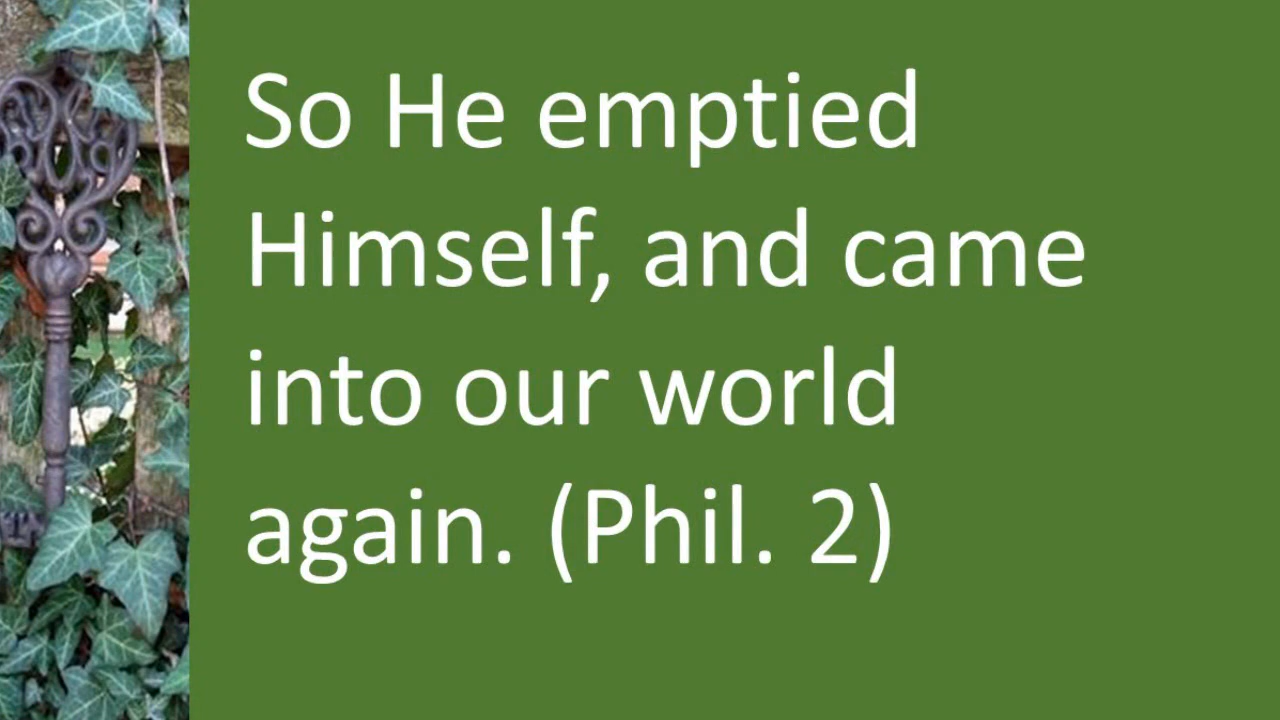 So He emptied
Himself, and came
into our world
again. (Phil. 2)